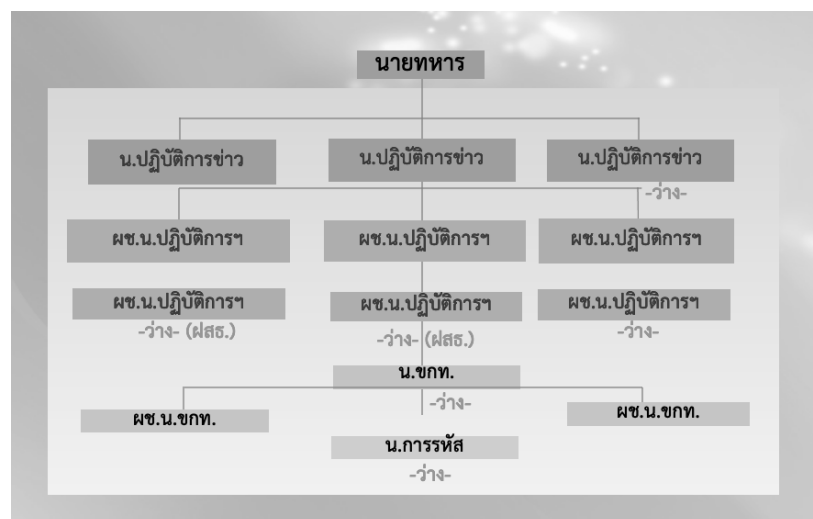 นายทหาร
น.ปฏิบัติการข่าว
น.ปฏิบัติการข่าว
น.ปฏิบัติการข่าว
-ว่าง-
ผช.น.ปฏิบัติการฯ
ผช.น.ปฏิบัติการฯ
ผช.น.ปฏิบัติการฯ
ผช.น.ปฏิบัติการฯ
-ว่าง- (ฝสธ.)
ผช.น.ปฏิบัติการฯ
-ว่าง- (ฝสธ.)
ผช.น.ปฏิบัติการฯ
-ว่าง-
น.ขกท.
-ว่าง-
ผช.น.ขกท.
ผช.น.ขกท.
น.การรหัส
-ว่าง-